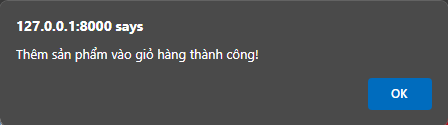 127.0.0.1:8000 says
Thêm sản phẩm vào giỏ hàng thành công!
OK